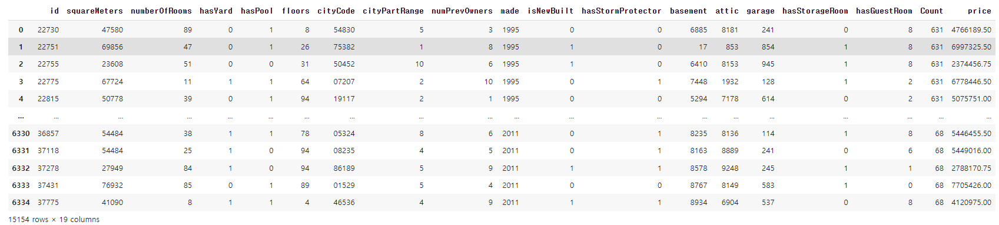 id squareMeters numberOfRooms hasYard hasPool floors cityCode cityPartRange numPrevOwners made isNewBuilt hasStormProtector basement attic garage hasStorageRoom hasGuestRoom Count price
0 22730 47580 89 0 1 8 54830 5 3 1995 0 0 6885 8181 241 0 8 631 4766189.50
1 22751 69856 47 0 1 26 75382 1 8 1995 1 0 17 853 854 1 8 631 6997325.50
2 22755 23608 51 0 0 31 50452 10 6 1995 1 0 6410 8153 945 1 8 631 2374456.75
3 22775 67724 11 1 1 64 07207 2 10 1995 0 1 7448 1932 128 1 2 631 6778446.50
4 22815 50778 39 0 1 94 19117 2 1 1995 0 0 5294 7178 614 0 2 631 5075751.00
... ... ... ... ... ... ... ... ... ... ... ... ... ... ... ... ... ... ... ...
6330 36857 54484 38 1 1 78 05324 8 6 2011 0 1 8235 8136 114 1 8 68 5446455.50
6331 37118 54484 25 1 0 94 08235 4 5 2011 0 1 8163 8889 241 0 6 68 5449016.00
6332 37278 27949 84 1 0 94 86189 5 9 2011 1 1 8578 9248 245 1 1 68 2788170.75
6333 37431 76932 85 0 1 89 01529 5 4 2011 0 0 8767 8149 583 1 0 68 7705426.00
6334 37775 41090 8 1 1 4 46536 4 9 2011 1 1 8934 6904 537 0 8 68 4120975.00
15154 rows × 19 columns